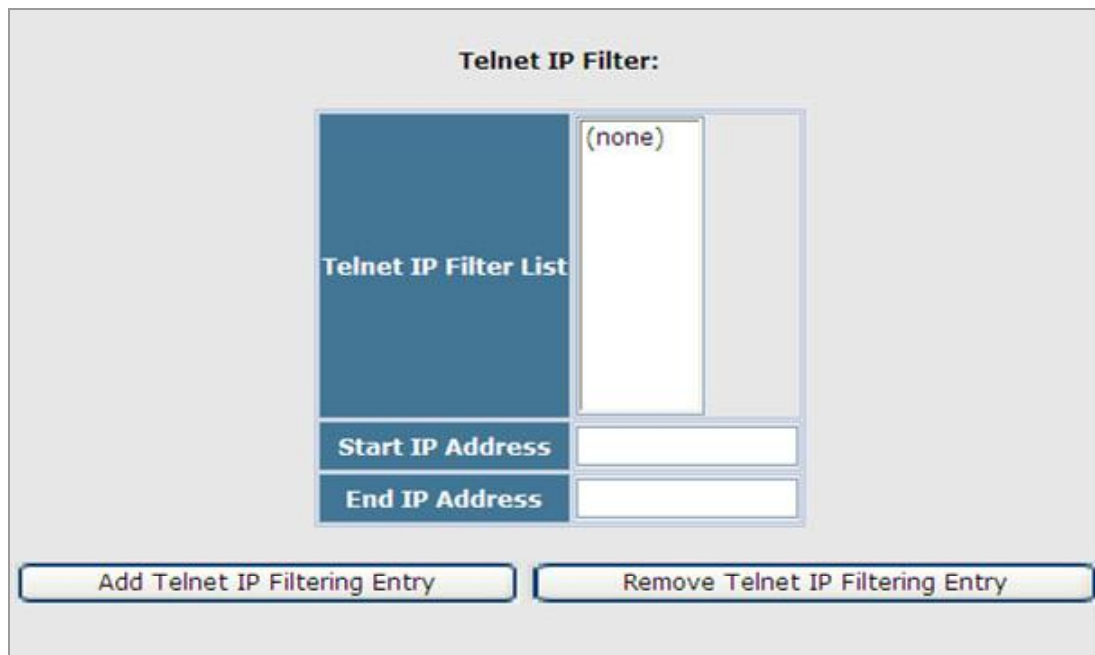 Telnet IP Filter:
(none)
Telnet IP Filter List
Start IP Address
End IP Address
Add Telnet IP Filtering Entry
Remove Telnet IP Filtering Entry